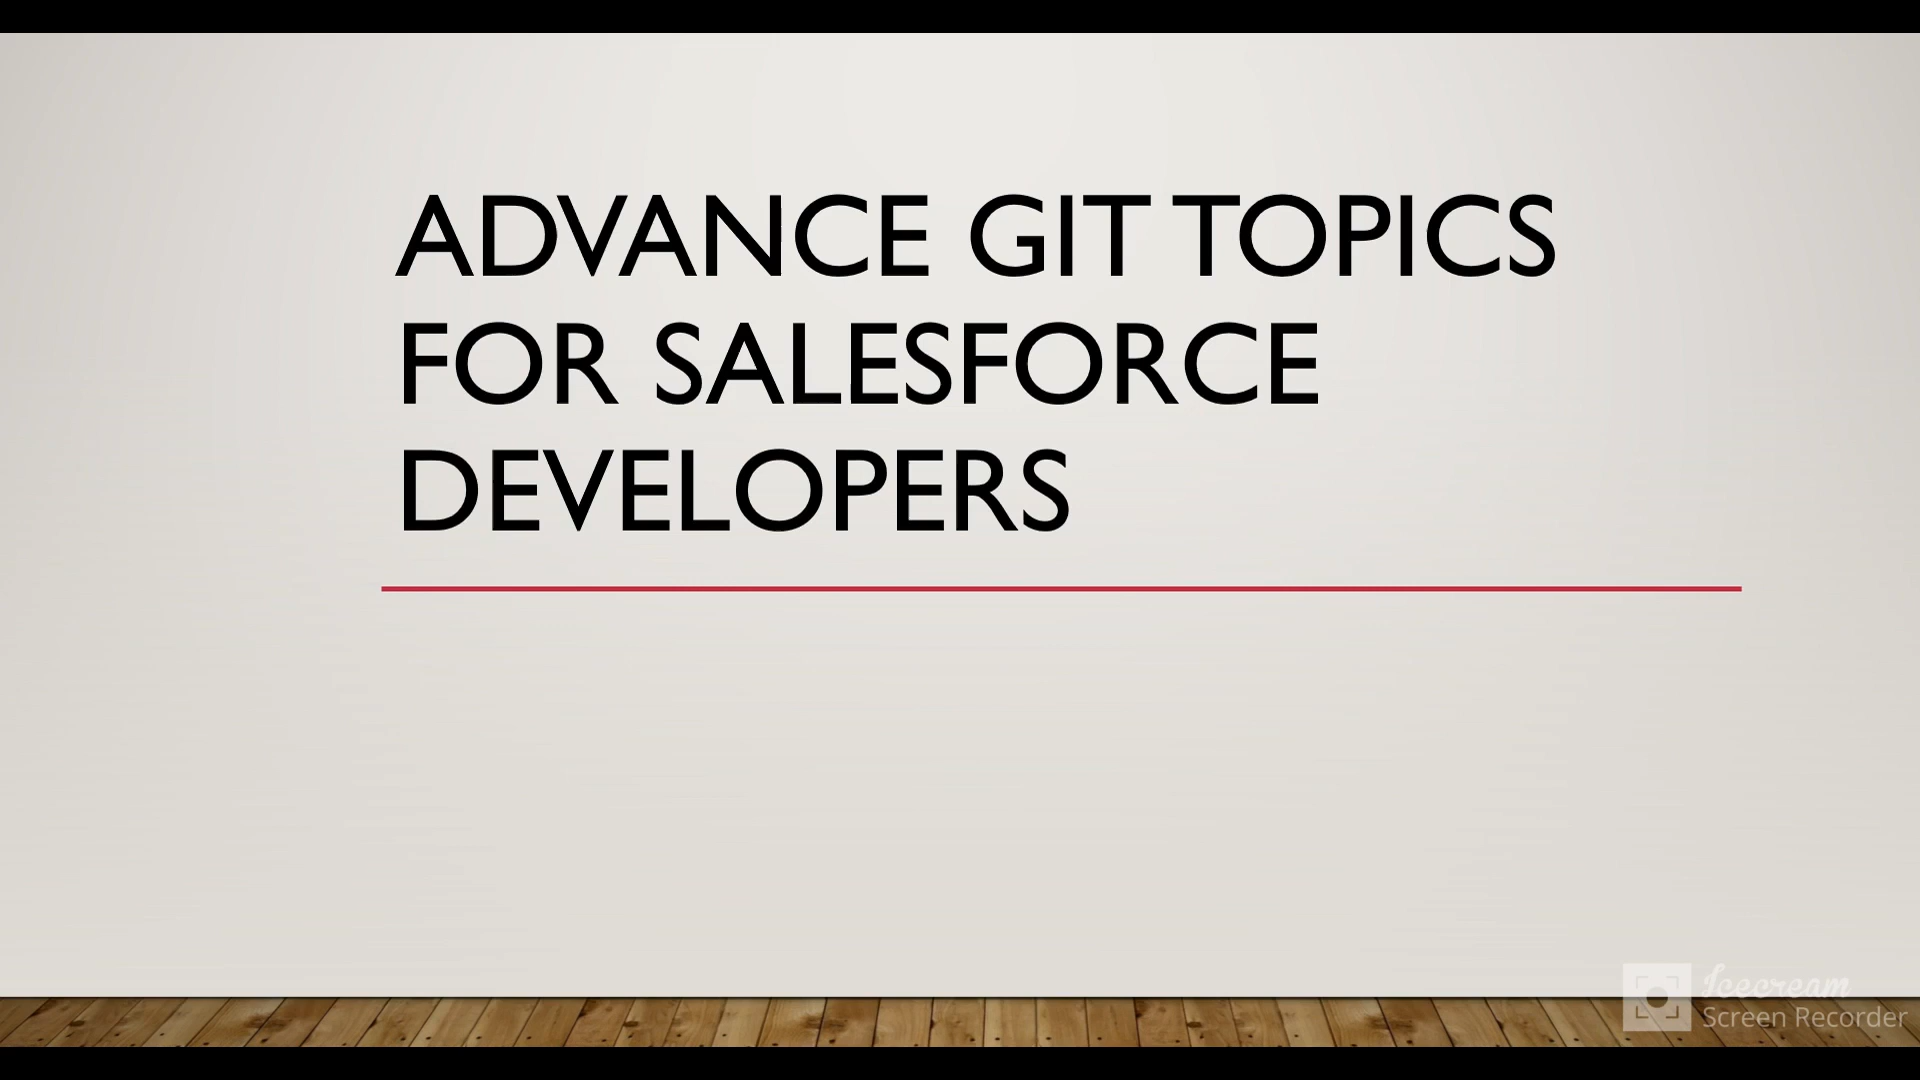 ADVANCE GIT TOPICS
FOR SALESFORCE
DEVELOPERS
Icecream
Screen Recorder